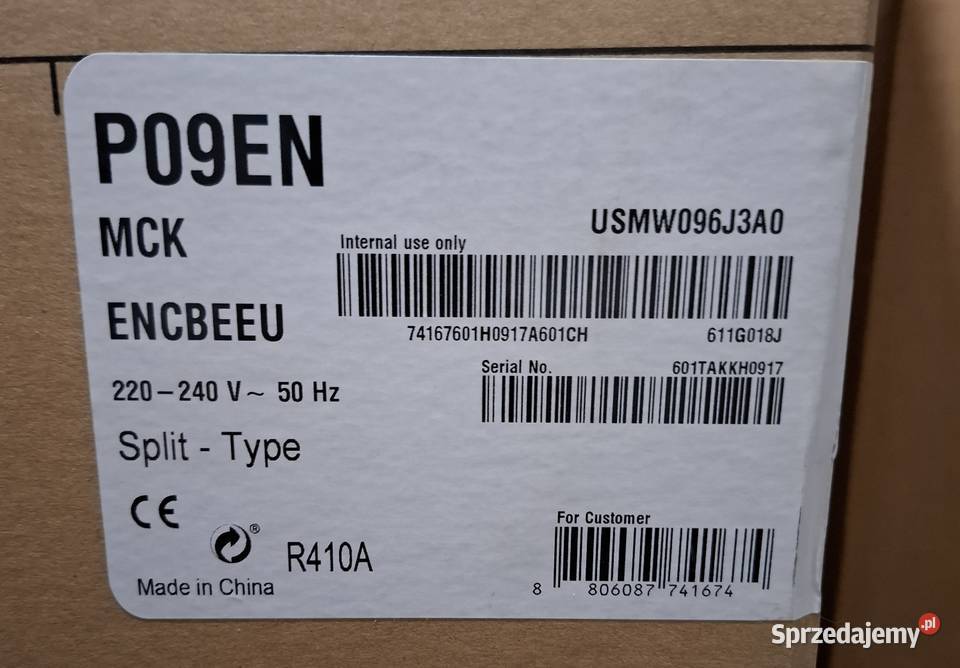 P09EN
MCK
USMW096J3A0
Internal use only
74167601H0917A601CH 611G018J
ENCBEEU
Serial No. 601TAKKH0917
220-240 V~ 50 Hz
Split - Type
CE
®
R410A
Made in China
For Customer
8 806087 741674
Sprzedajemy.pl